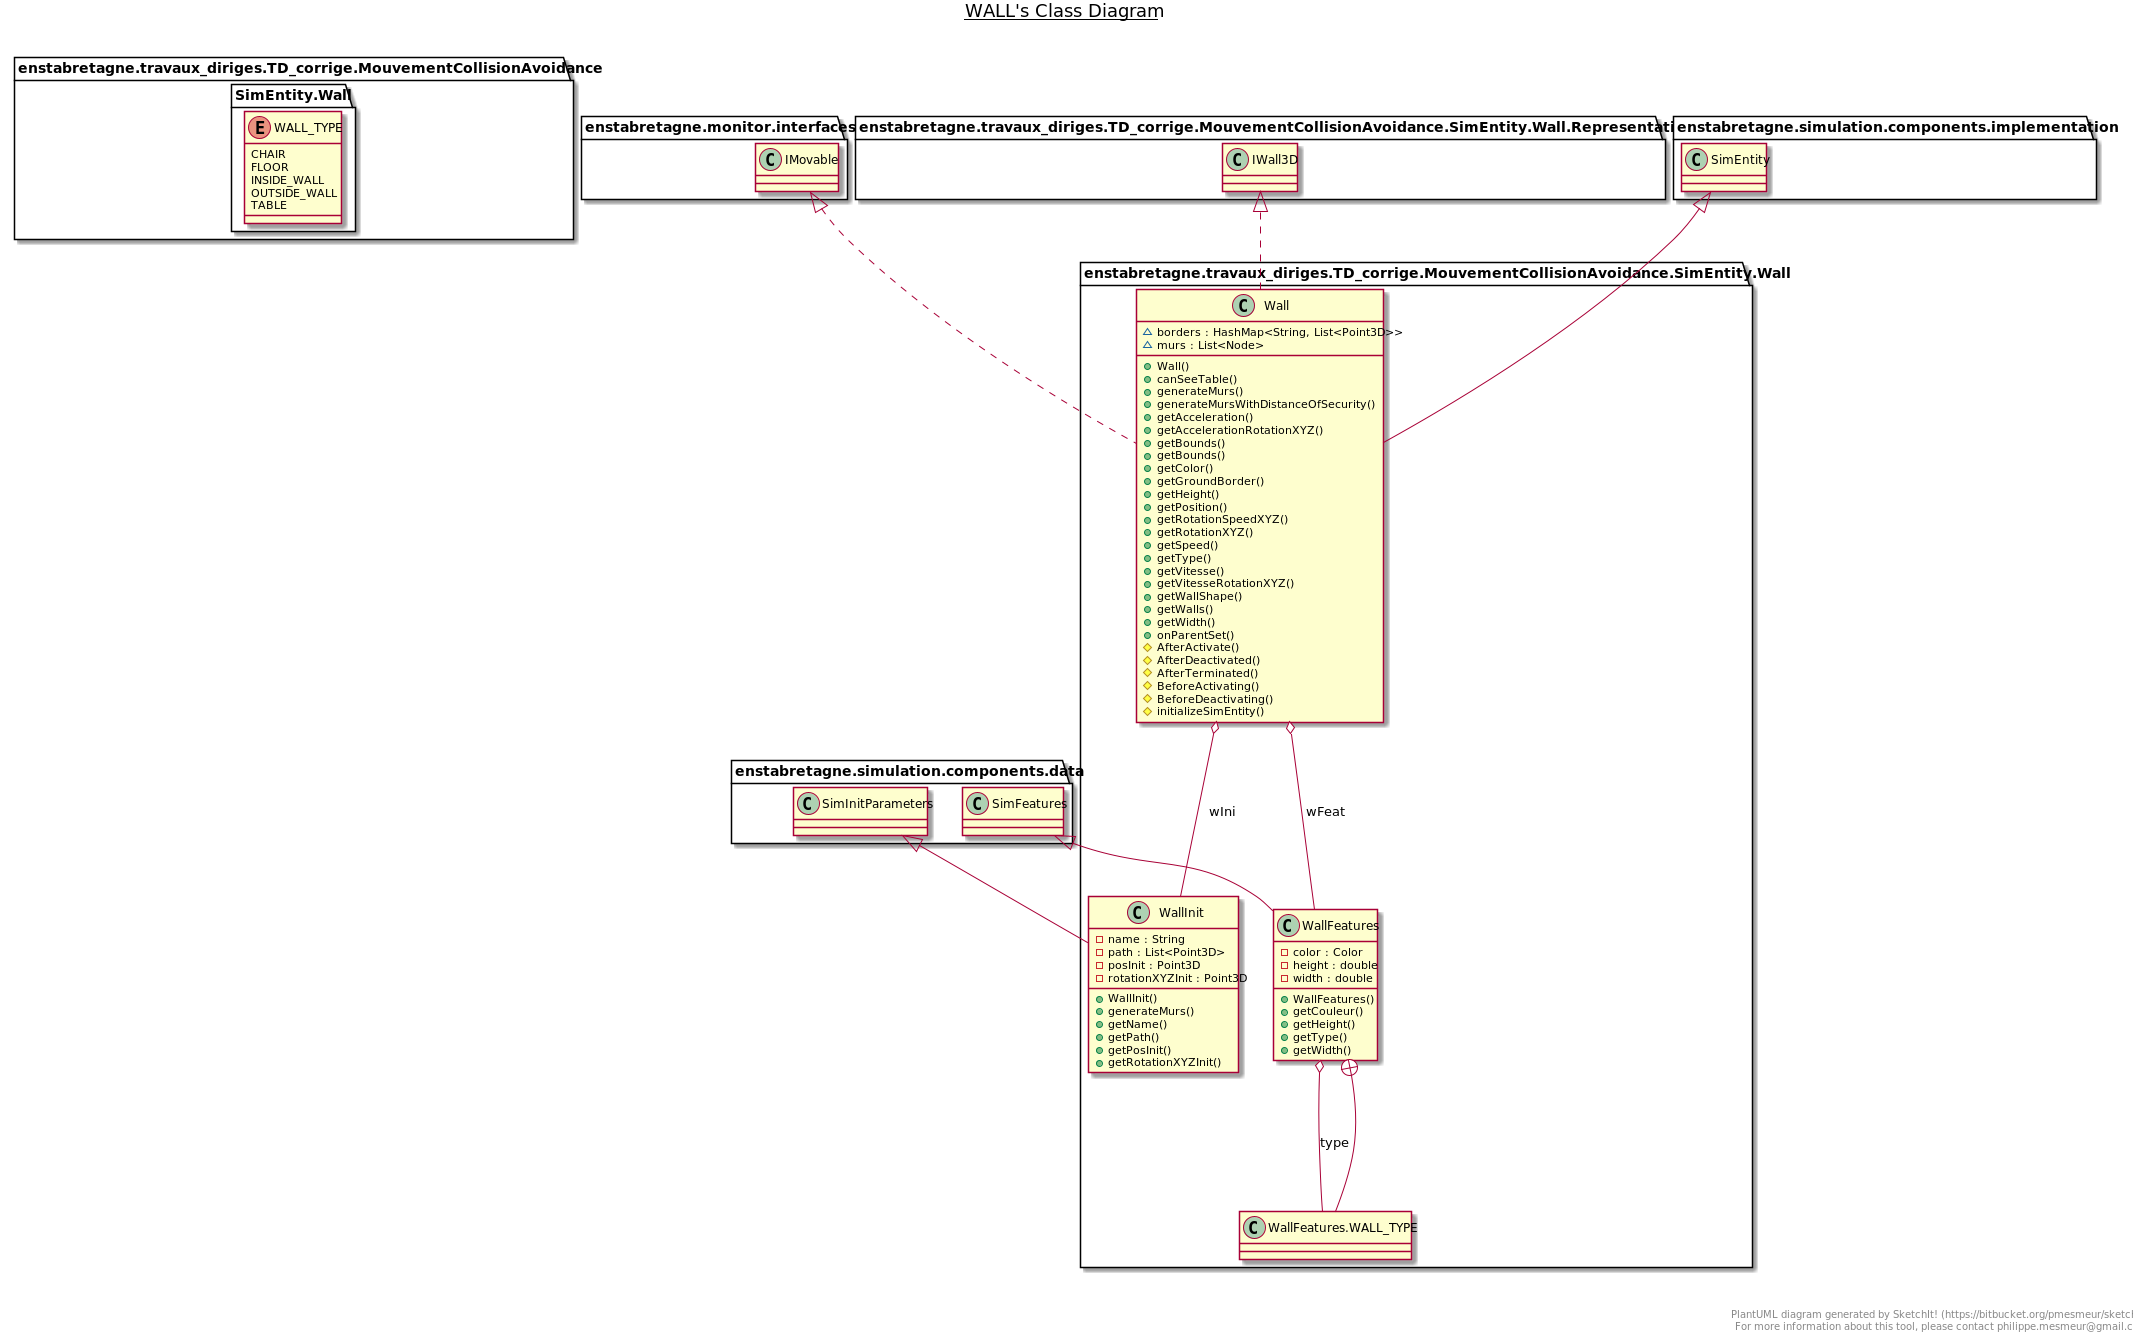 WALL's Class Diagram
enstabretagne.travaux_diriges.TD_corrige.MouvementCollisionAvoidance
SimEntity.Wall
E WALL_TYPE
CHAIR
FLOOR
INSIDE_WALL
OUTSIDE_WALL
TABLE
enstabretagne.monitor.interfaces
C IMovable
enstabretagne.travaux_diriges.TD_corrige.MouvementCollisionAvoidance.SimEntity.Wall.Representati
C IWall3D
enstabretagne.simulation.components.implementation
C SimEntity
enstabretagne.travaux_diriges.TD_corrige.MouvementCollisionAvoidance.SimEntity.Wall
C Wall
borders : HashMap<String, List<Point3D>>
murs : List<Node>
Wall()
canSeeTable()
generateMurs()
generateMursWithDistanceOfSecurity()
getAcceleration()
getAccelerationRotationXYZ()
getBounds()
getBounds()
getColor()
getGroundBorder()
getHeight()
getPosition()
getRotationSpeedXYZ()
getRotationXYZ()
getSpeed()
getType()
getVitesse()
getVitesseRotationXYZ()
getWallShape()
getWalls()
getWidth()
onParentSet()
AfterActivate()
AfterDeactivated()
AfterTerminated()
BeforeActivating()
BeforeDeactivating()
initializeSimEntity()
enstabretagne.simulation.components.data
C SimInitParameters
C SimFeatures
wIni
wFeat
C WallInit
name : String
path : List<Point3D>
posInit : Point3D
rotationXYZInit : Point3D
WallInit()
generateMurs()
getName()
getPath()
getPosInit()
getRotationXYZInit()
C WallFeatures
color : Color
height : double
width : double
WallFeatures()
getCouleur()
getHeight()
getType()
getWidth()
type
C WallFeatures.WALL_TYPE
PlantUML diagram generated by SketchIt! (https://bitbucket.org/pmesmeur/sketch
For more information about this tool, please contact philippe.mesmeur@gmail.c